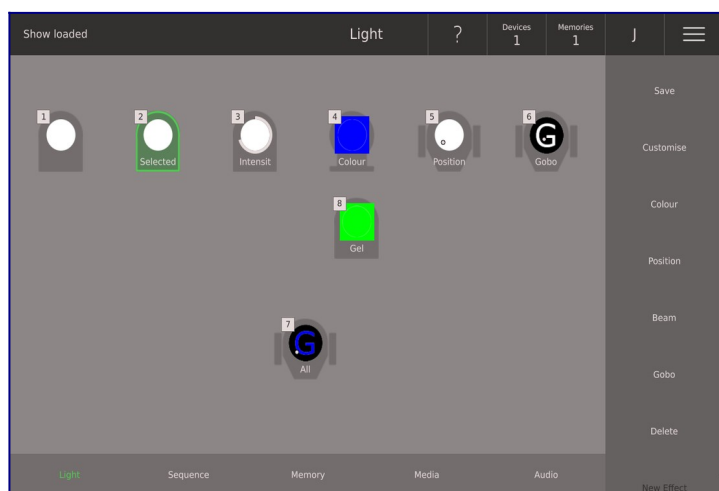 Show loaded
Light
?
Devices
1
Memories
1
J
1
2
Selected
3
Intensit
4
Colour
5
Position
6
G
Gobo
8
Gel
7
G
All
Save
Customise
Colour
Position
Beam
Gobo
Delete
New Effect
Light
Sequence
Memory
Media
Audio